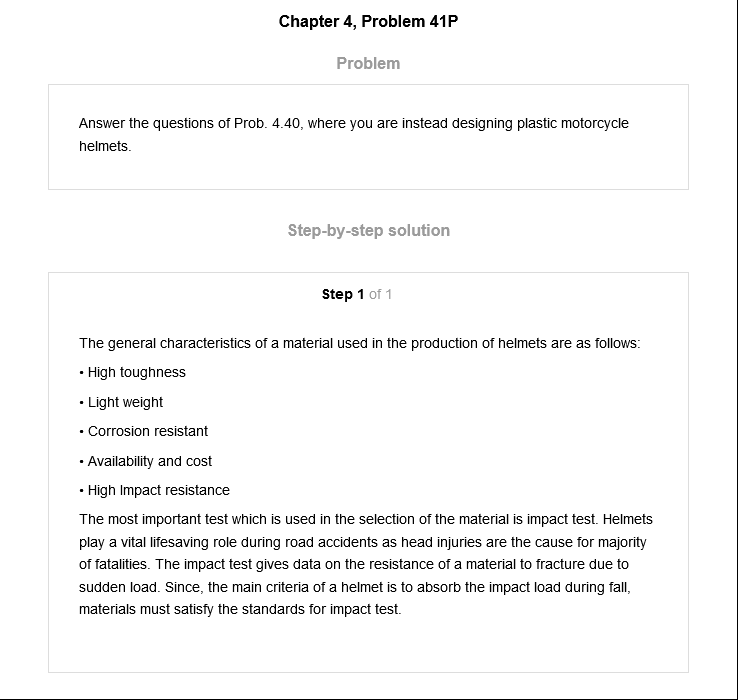 Chapter 4, Problem 41P
Problem
Answer the questions of Prob. 4.40, where you are instead designing plastic motorcycle
helmets.
Step-by-step solution
Step 1 of 1
The general characteristics of a material used in the production of helmets are as follows:
• High toughness
• Light weight
• Corrosion resistant
• Availability and cost
• High Impact resistance
The most important test which is used in the selection of the material is impact test. Helmets
play a vital lifesaving role during road accidents as head injuries are the cause for majority
of fatalities. The impact test gives data on the resistance of a material to fracture due to
sudden load. Since, the main criteria of a helmet is to absorb the impact load during fall,
materials must satisfy the standards for impact test.